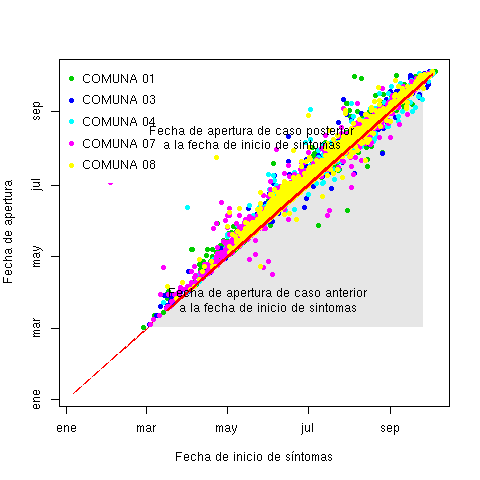 COMUNA 01
COMUNA 03
COMUNA 04
COMUNA 07
COMUNA 08
Fecha de apertura de caso posterior
a la fecha de inicio de sintomas
Fecha de apertura de caso anterior
a la fecha de inicio de sintomas
Fecha de apertura
ene
mar
may
jul
sep
ene
mar
may
jul
sep
Fecha de inicio de síntomas